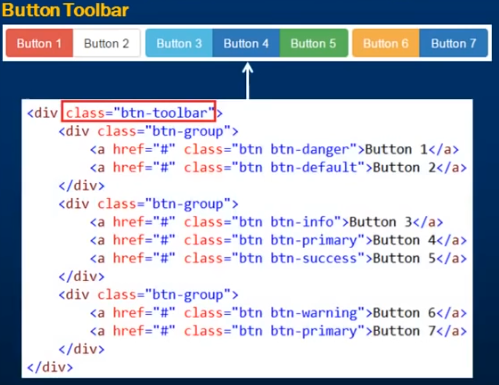 Button Toolbar
Button 1 Button 2 Button 3 Button 4 Button 5 Button 6 Button 7
<div class="btn-toolbar">
<div class="btn-group">
<a href="#" class="btn btn-danger">Button 1</a>
<a href="#" class="btn btn-default">Button 2</a>
</div>
<div class="btn-group">
<a href="#" class="btn btn-info">Button 3</a>
<a href="#" class="btn btn-primary">Button 4</a>
<a href="#" class="btn btn-success">Button 5</a>
</div>
<div class="btn-group">
<a href="#" class="btn btn-warning">Button 6</a>
<a href="#" class="btn btn-primary">Button 7</a>
</div>
</div>